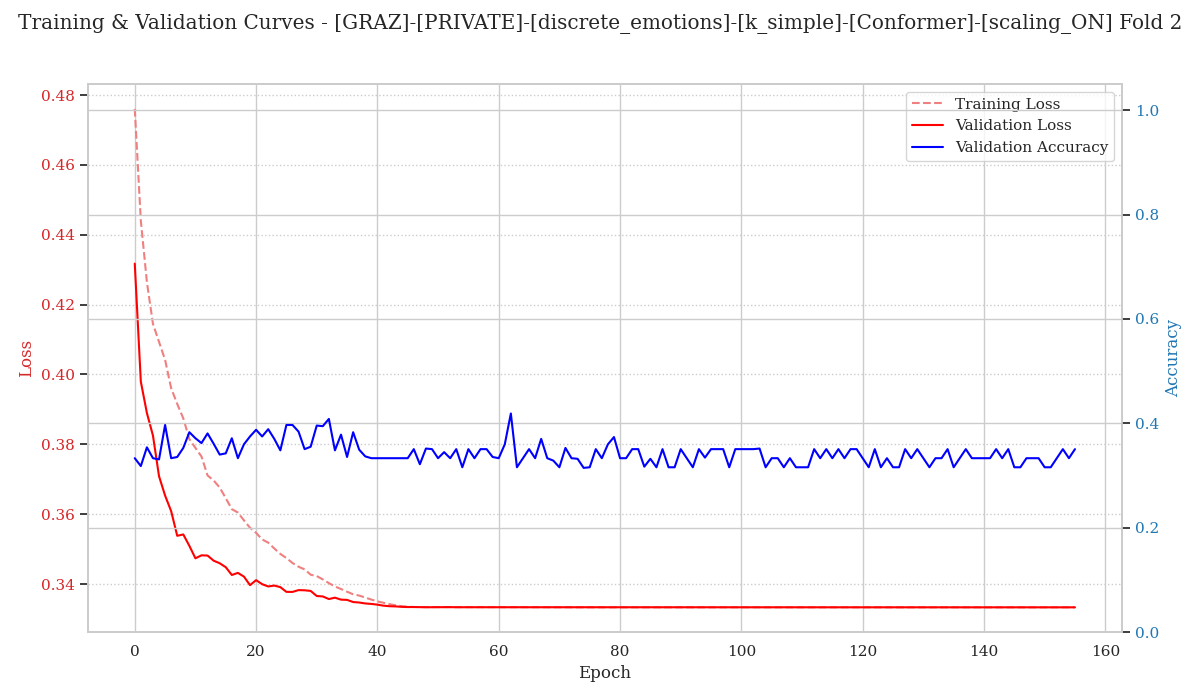 Training & Validation Curves - [GRAZ]-[PRIVATE]-[discrete_emotions]-[k_simple]-[Conformer]-[scaling_ON] Fold 2
Training Loss
Validation Loss
Validation Accuracy
Loss
0.48
0.46
0.44
0.42
0.40
0.38
0.36
0.34
1.0
0.8
0.6
0.4
0.2
0.0
Accuracy
0 20 40 60 80 100 120 140 160
Epoch